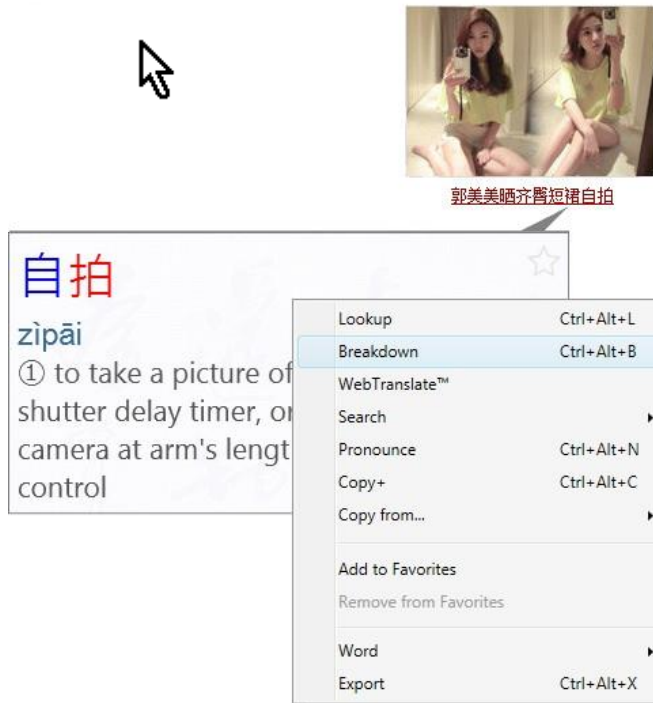 郭美美晒齐臀短裙自拍
自拍
zìpāi
① to take a picture of
shutter delay timer, or
camera at arm's lengt
control
Lookup Ctrl+Alt+L
Breakdown Ctrl+Alt+B
WebTranslate™
Search
Pronounce Ctrl+Alt+N
Copy+ Ctrl+Alt+C
Copy from...
Add to Favorites
Remove from Favorites
Word
Export Ctrl+Alt+X